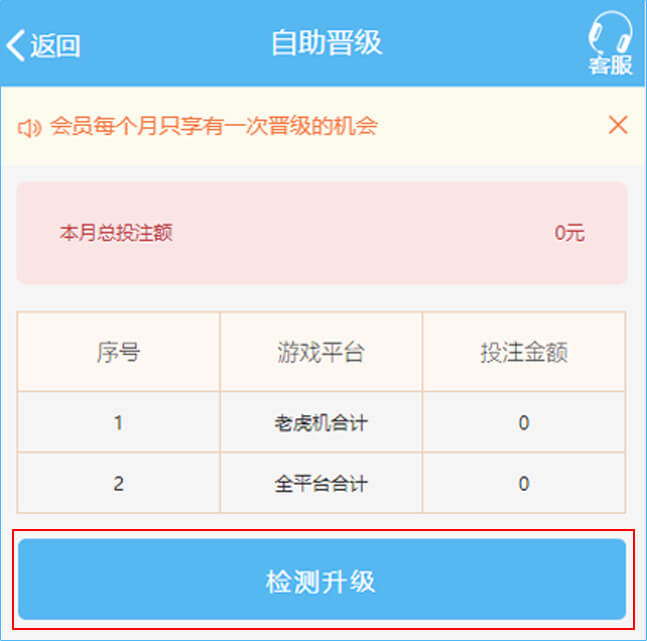 返回 自助晋级 客服
会员每个月只享有一次晋级的机会
本月总投注额 0元
序号 游戏平台 投注金额
1 老虎机合计 0
2 全平台合计 0
检测升级